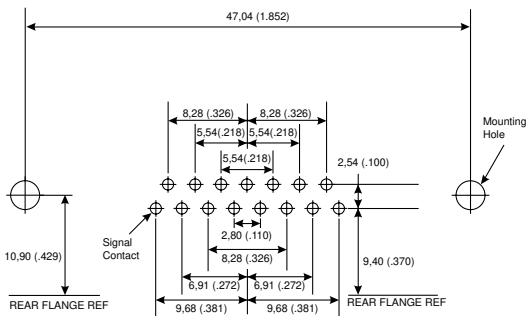 47,04 (1.852)
8,28 (.326) 8,28 (.326)
5,54(.218) 5,54(.218)
5,54(.218)
2,54 (.100)
Mounting
Hole
Signal
Contact
2,80 (.110)
8,28 (.326)
10,90 (.429)
9,40 (.370)
6,91 (.272) 6,91 (.272)
REAR FLANGE REF REAR FLANGE REF
9,68 (.381) 9,68 (.381)